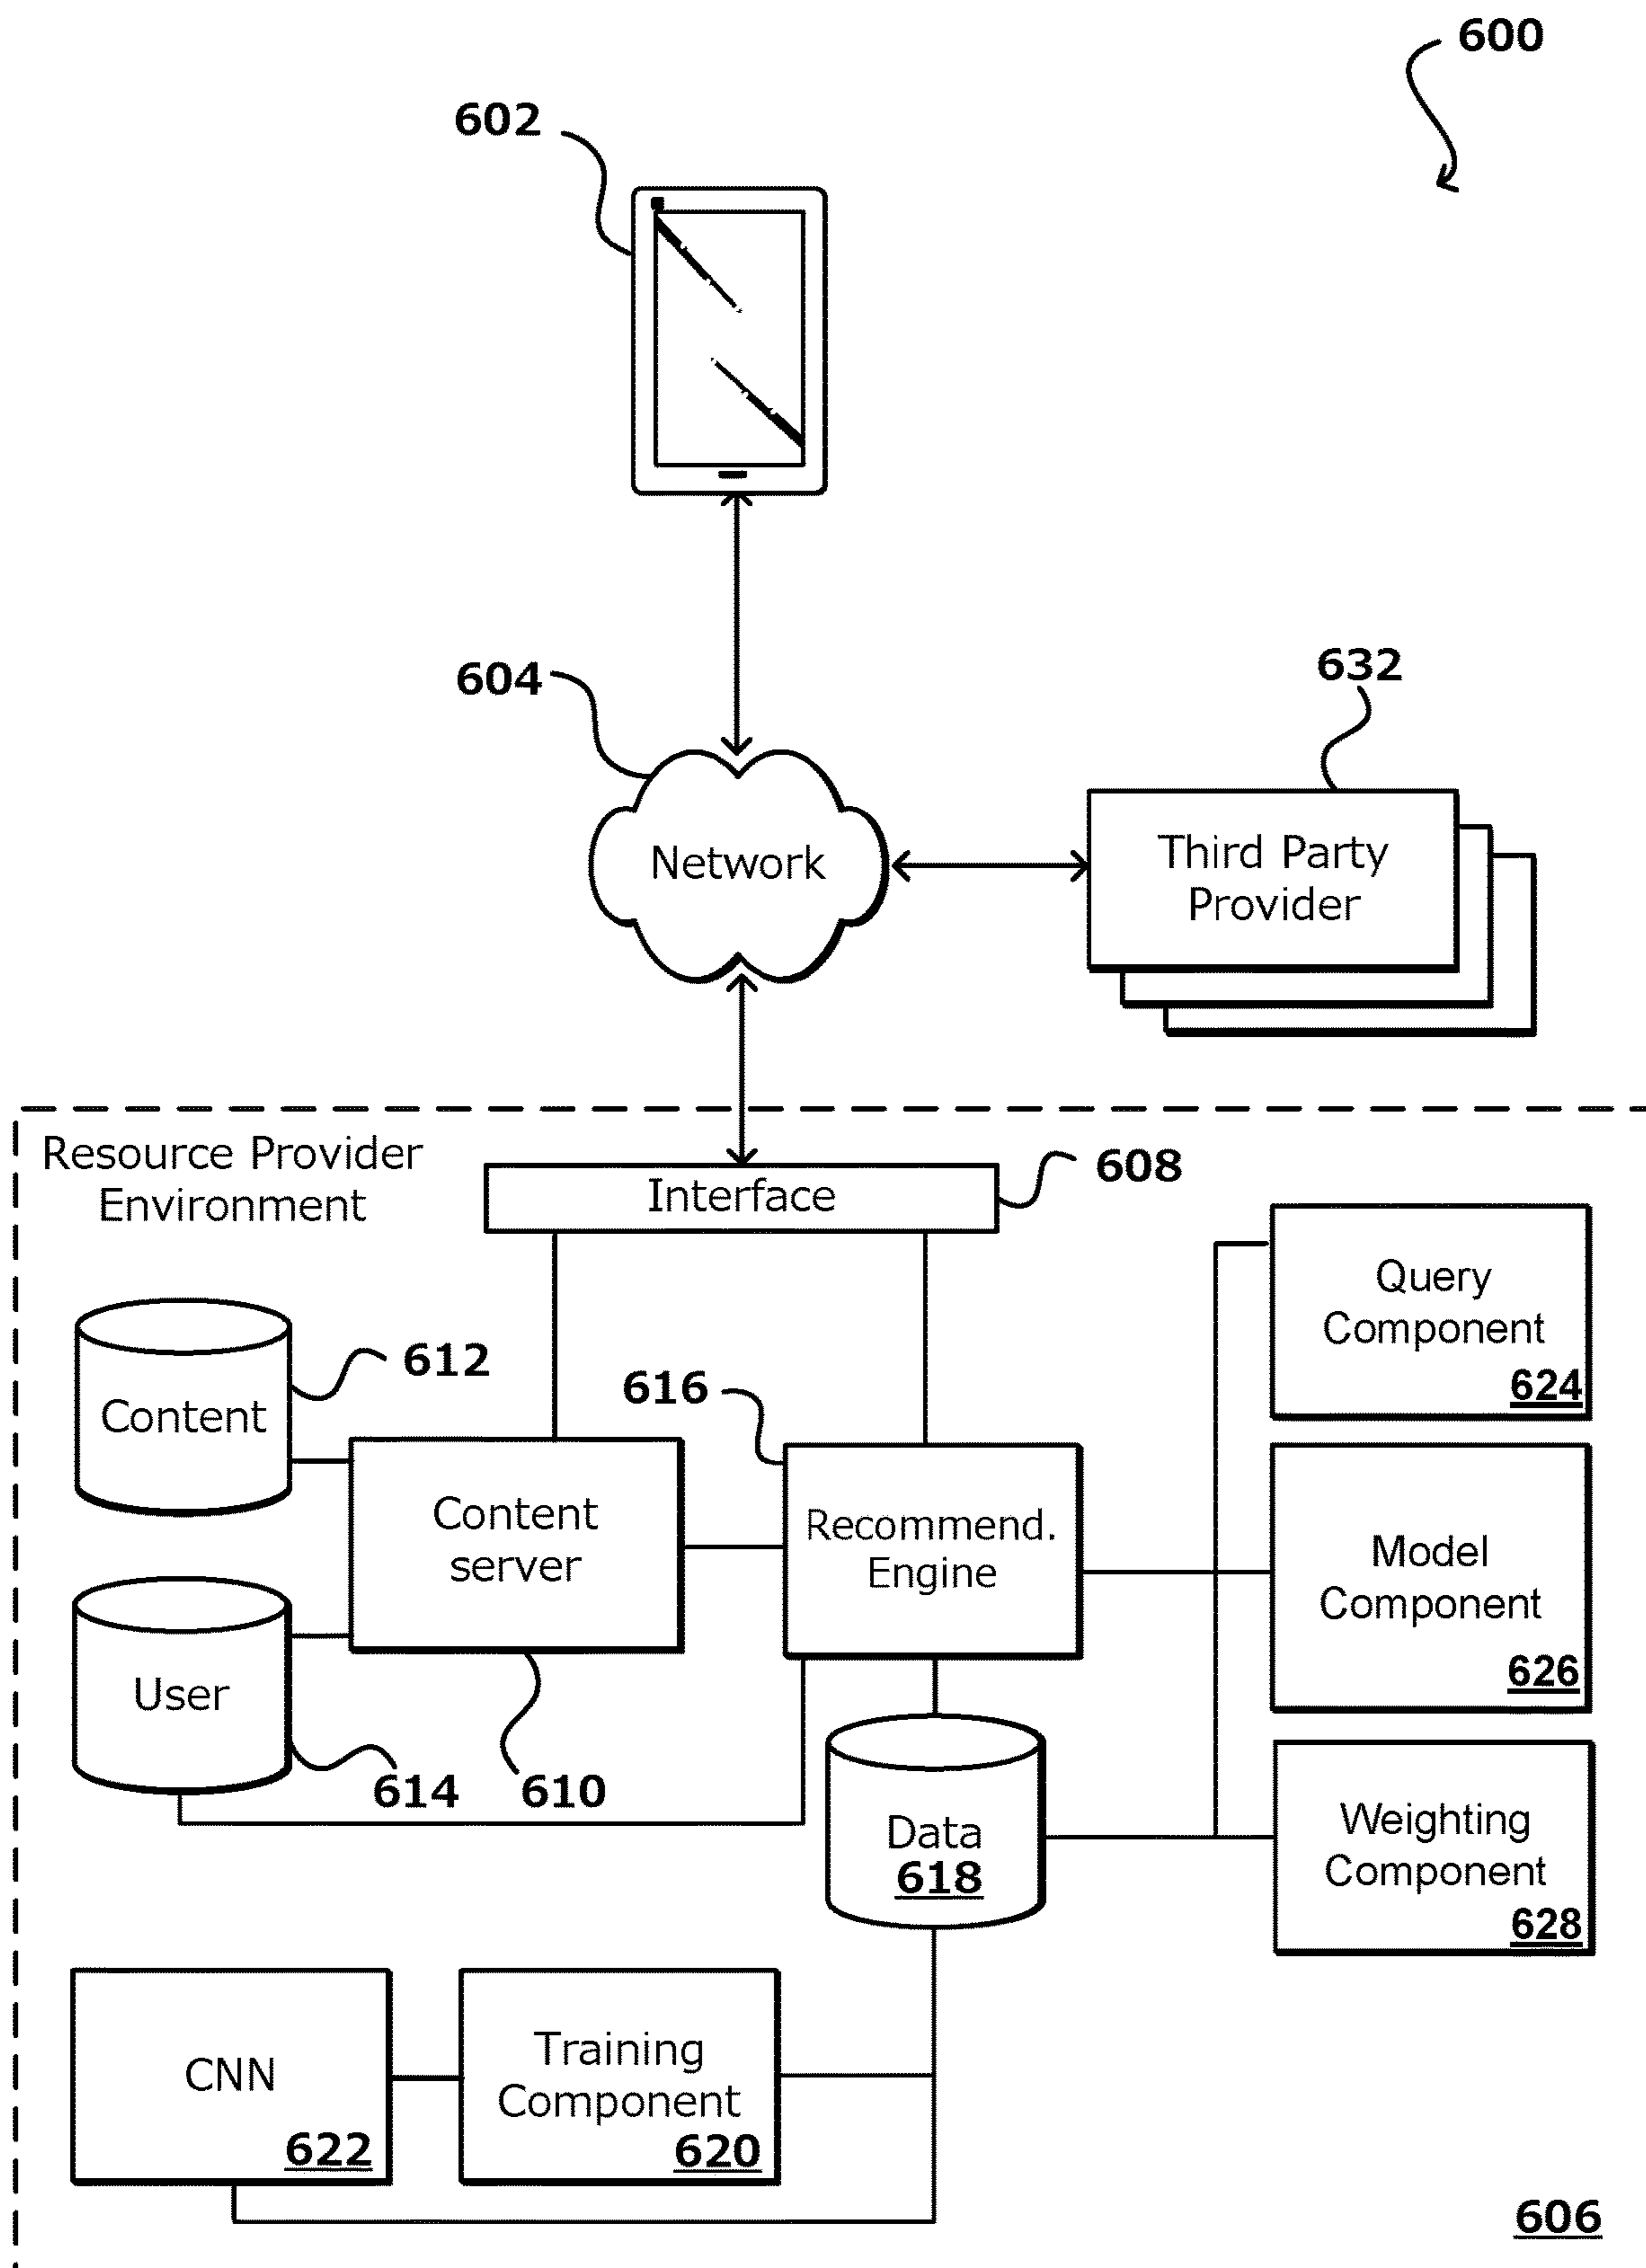 600
602
604
632
Network
Third Party
Provider
Resource Provider
Environment
608
Interface
Query
Component
624
612
616
Content
Content
server
Recommend.
Engine
Model
Component
626
User
614
610
Data
618
Weighting
Component
628
CNN
622
Training
Component
620
606